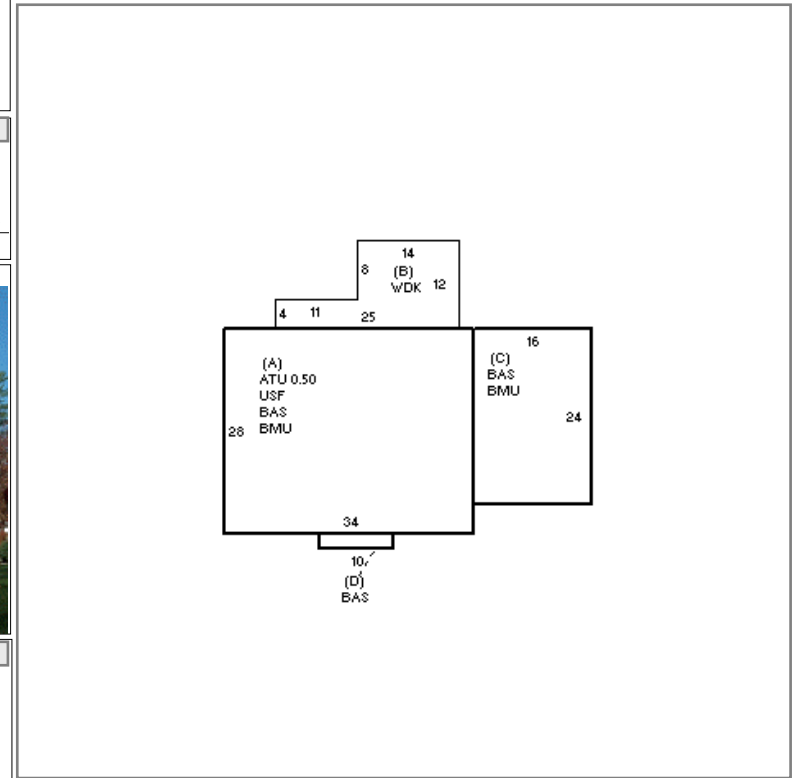 14
8
(B)
12
WDK
4
11
25
16
(A)
ATU 0.50
USF
BAS
BMU
(C)
BAS
BMU
24
28
34
10
(D)
BAS